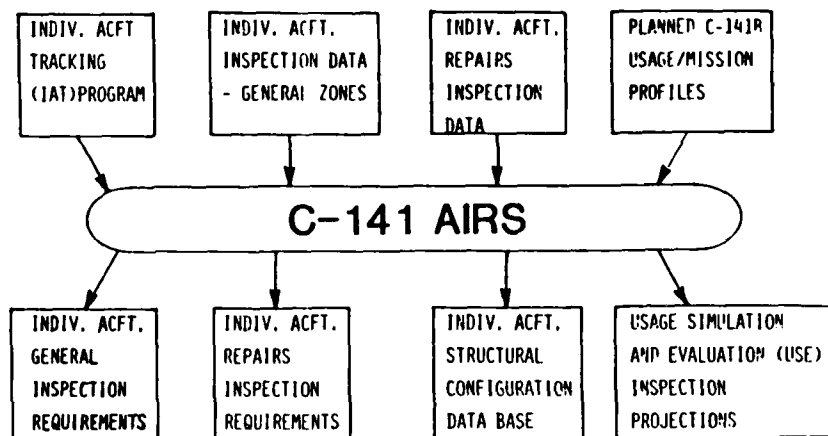 INDIV. ACFT
TRACKING
(IAT)PROGRAM
INDIV. ACFT.
INSPECTION DATA
- GENERAL ZONES
INDIV. ACFT.
REPAIRS
INSPECTION
DATA
PLANNED C-141B
USAGE/MISSION
PROFILES
C-141 AIRS
INDIV. ACFT.
GENERAL
INSPECTION
REQUIREMENTS
INDIV. ACFT.
REPAIRS
INSPECTION
REQUIREMENTS
INDIV. ACFT.
STRUCTURAL
CONFIGURATION
DATA BASE
USAGE SIMULATION
AND EVALUATION (USE)
INSPECTION
PROJECTIONS